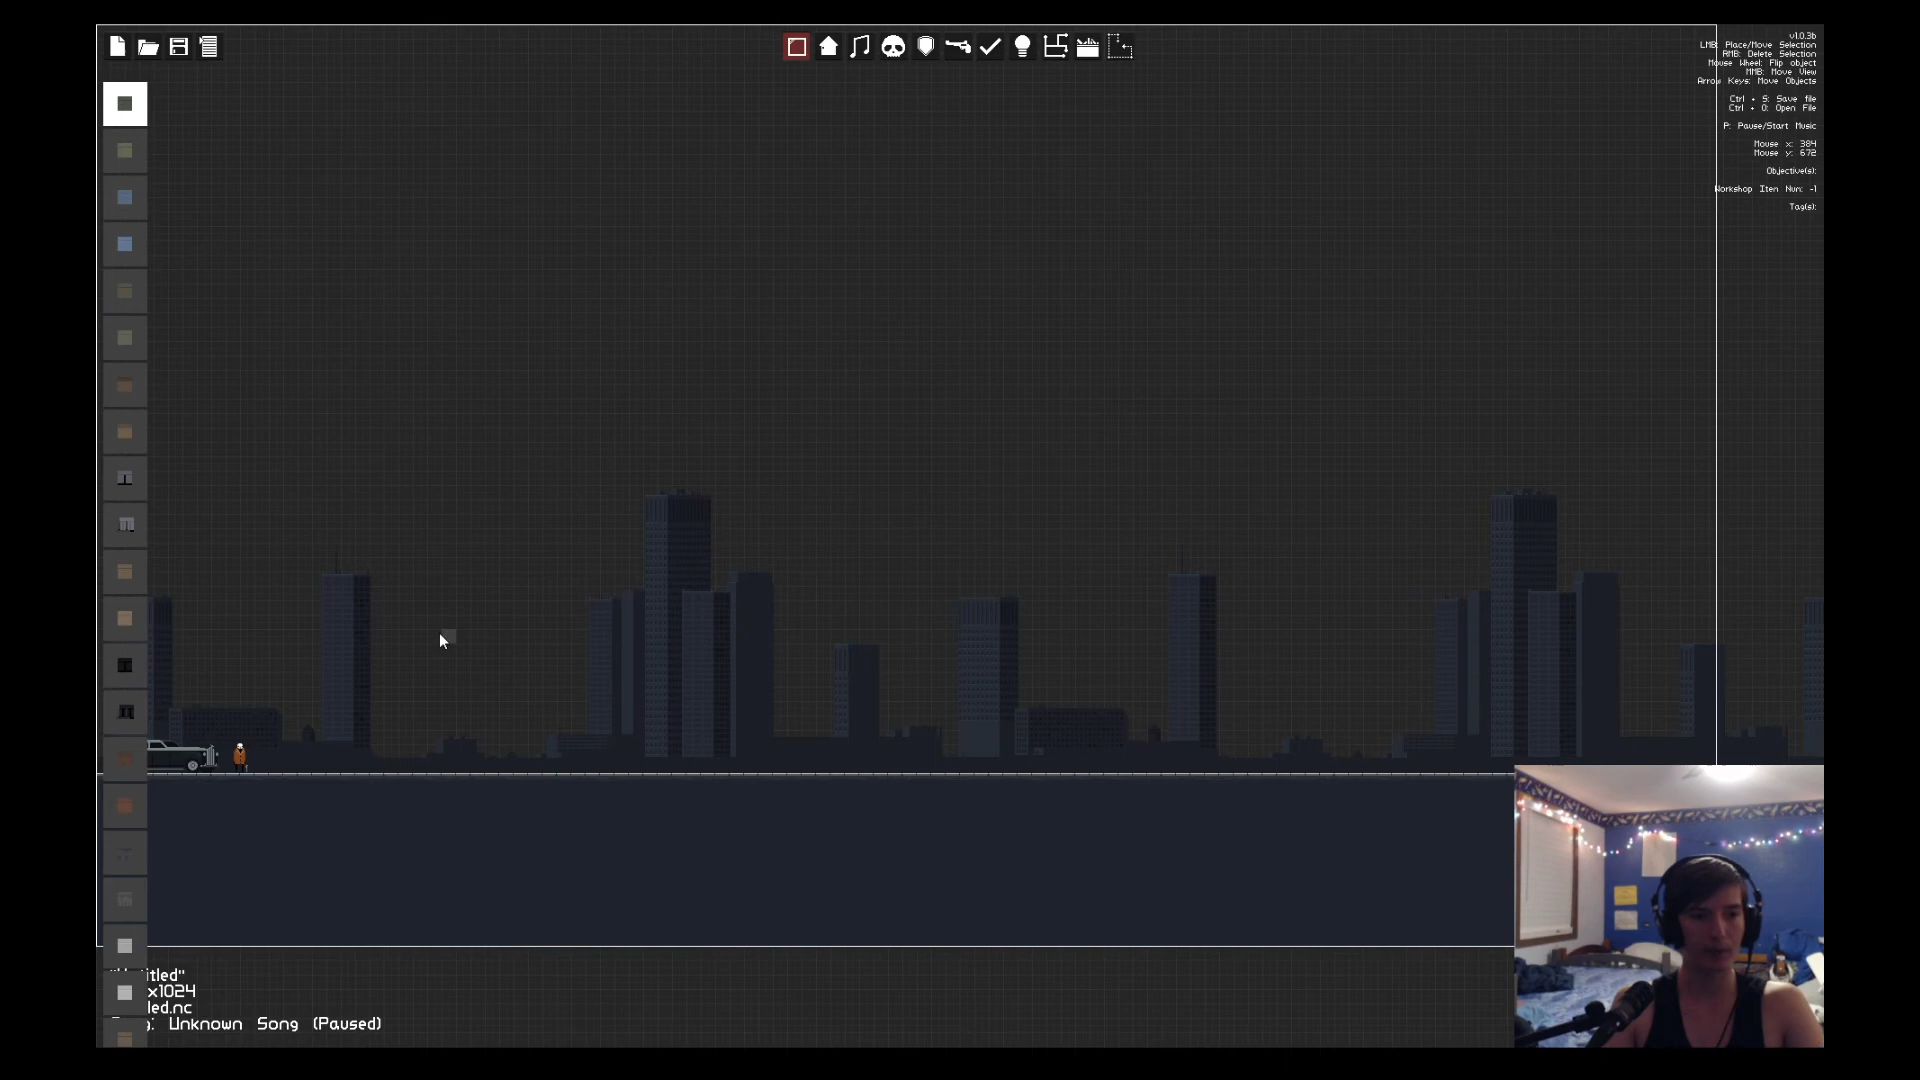 v1.0.3b
LMB: Place/Move Selection
RMB: Delete Selection
Mouse Wheel: Flip object
MMB: Move View
Arrow Keys: Move Objects
Ctrl + S: Save file
Ctrl + O: Open File
P: Pause/Start Music
Mouse x: 384
Mouse y: 672
Objective(s):
Workshop Item Num: -1
Tag(s):
itled"
x1024
led.nc
Unknown Song (Paused)